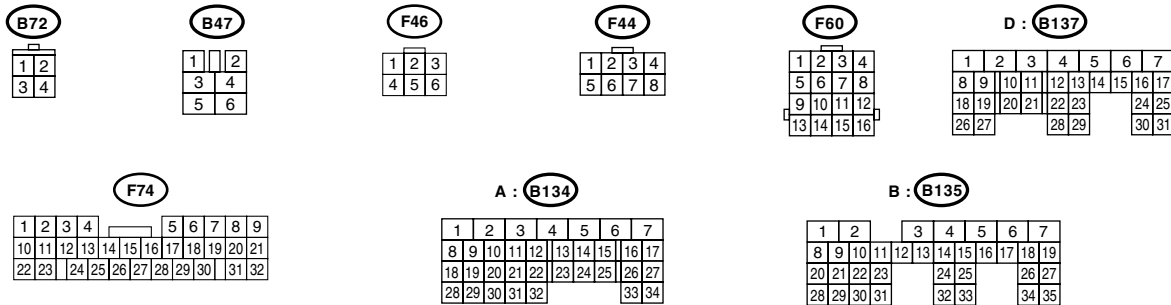 B72
1 2
3 4
B47
1 2
3 4
5 6
F46
1 2 3
4 5 6
F44
1 2 3 4
5 6 7 8
F60
1 2 3 4
5 6 7 8
9 10 11 12
13 14 15 16
D : B137
1 2 3 4 5 6 7
8 9 10 11 12 13 14 15 16 17
18 19 20 21 22 23 24 25
26 27 28 29 30 31
F74
1 2 3 4 5 6 7 8 9
10 11 12 13 14 15 16 17 18 19 20 21
22 23 24 25 26 27 28 29 30 31 32
A : B134
1 2 3 4 5 6 7
8 9 10 11 12 13 14 15 16 17
18 19 20 21 22 23 24 25 26 27
28 29 30 31 32 33 34
B : B135
1 2 3 4 5 6 7
8 9 10 11 12 13 14 15 16 17 18 19
20 21 22 23 24 25 26 27
28 29 30 31 32 33 34 35